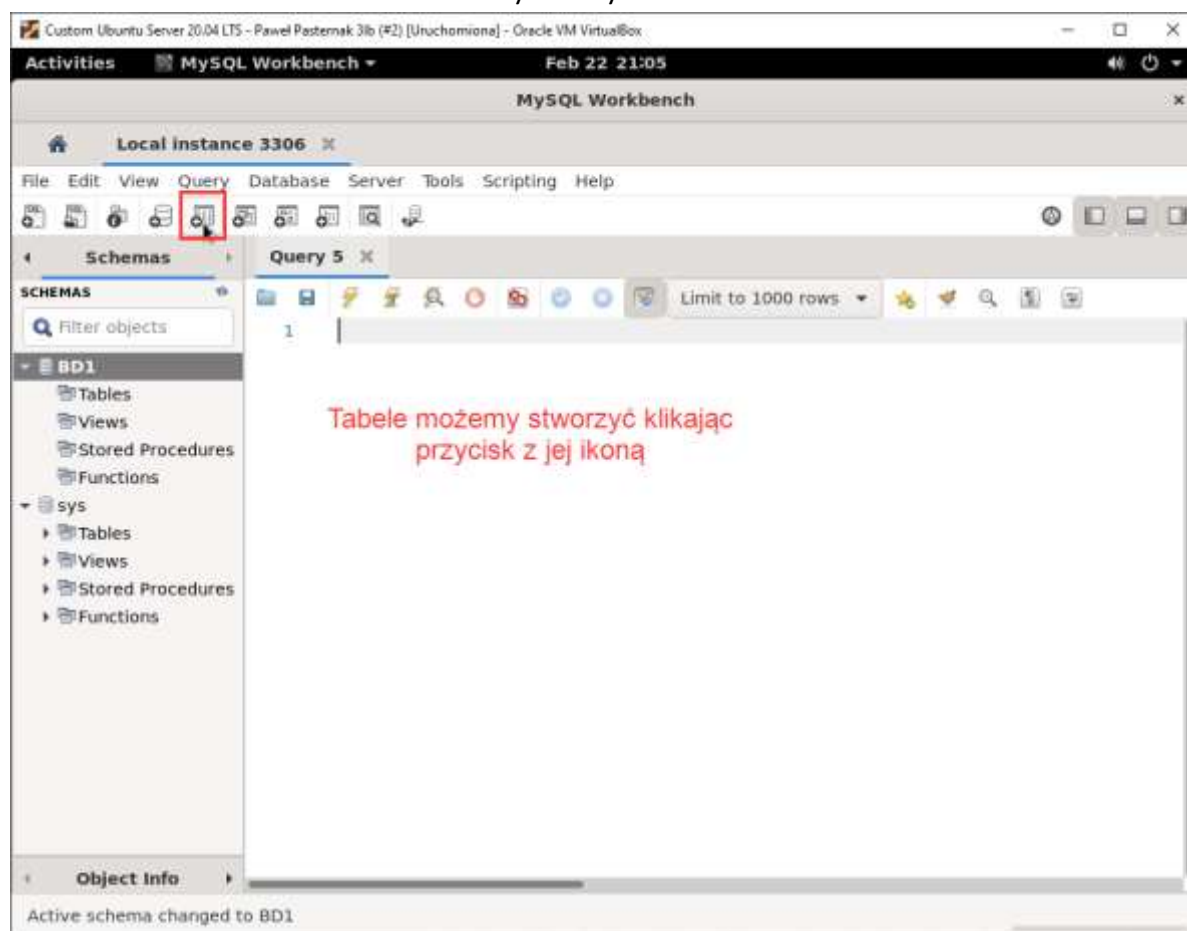 Custom Ubuntu Server 20.04 LTS - Paweł Pasternak 3lb (#2) [Uruchomiona] - Oracle VM VirtualBox
Activities MySQL Workbench Feb 22 21:05
MySQL Workbench
Local instance 3306
File Edit View Query Database Server Tools Scripting Help
Schemas Query 5
SCHEMAS
Limit to 1000 rows
Filter objects
1
BD1
Tables
Views
Stored Procedures
Functions
Tabele możemy stworzyć klikając
przycisk z jej ikoną
sys
Tables
Views
Stored Procedures
Functions
Object Info
Active schema changed to BD1